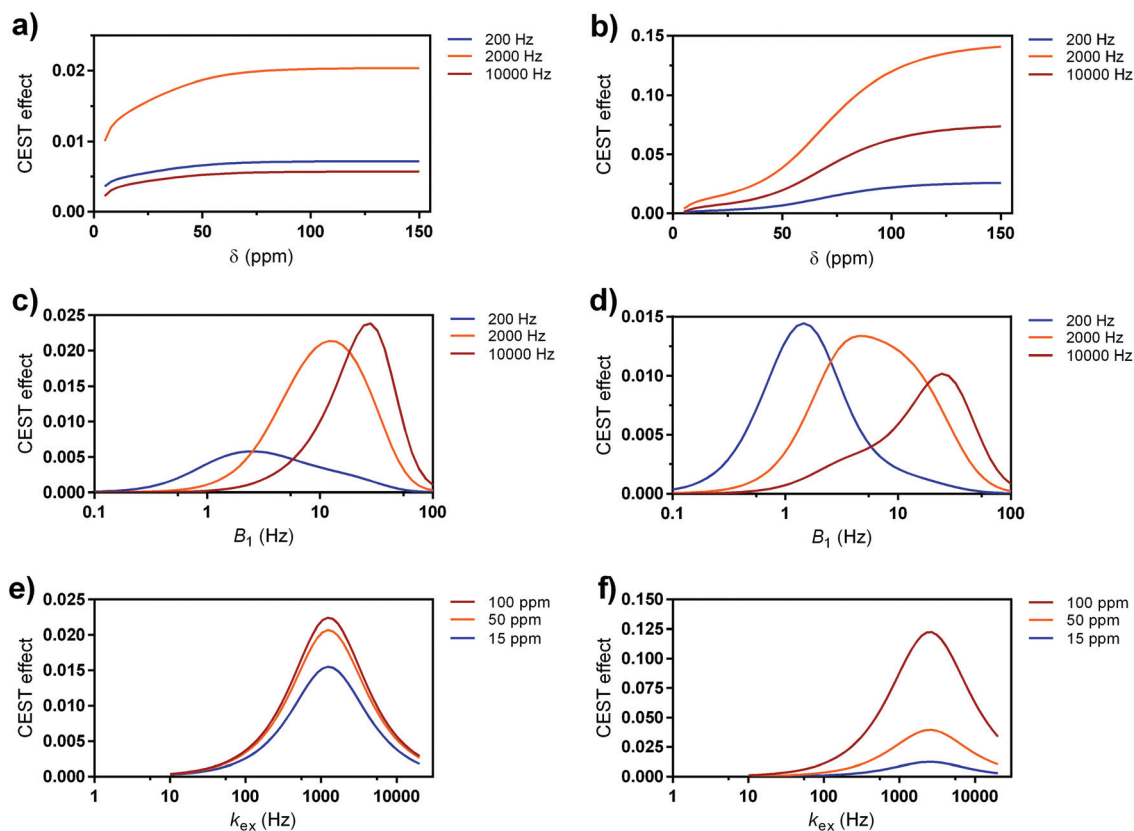 a)
CEST effect
0.02
0.01
0.00
0 50 100 150
δ (ppm)
200 Hz
2000 Hz
10000 Hz
b)
CEST effect
0.15
0.10
0.05
0.00
0 50 100 150
δ (ppm)
200 Hz
2000 Hz
10000 Hz
c)
CEST effect
0.025
0.020
0.015
0.010
0.005
0.000
0.1 1 10 100
B1 (Hz)
200 Hz
2000 Hz
10000 Hz
d)
CEST effect
0.015
0.010
0.005
0.000
0.1 1 10 100
B1 (Hz)
200 Hz
2000 Hz
10000 Hz
e)
CEST effect
0.025
0.020
0.015
0.010
0.005
0.000
1 10 100 1000 10000
kex (Hz)
100 ppm
50 ppm
15 ppm
f)
CEST effect
0.150
0.125
0.100
0.075
0.050
0.025
0.000
1 10 100 1000 10000
kex (Hz)
100 ppm
50 ppm
15 ppm